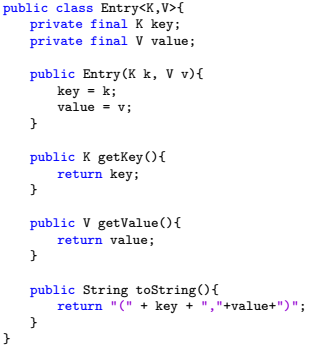 public class Entry<K,V>{
    private final K key;
    private final V value;

    public Entry(K k, V v){
        key = k;
        value = v;
    }

    public K getKey(){
        return key;
    }

    public V getValue(){
        return value;
    }

    public String toString(){
        return "(" + key + ","+value+")";
    }
}